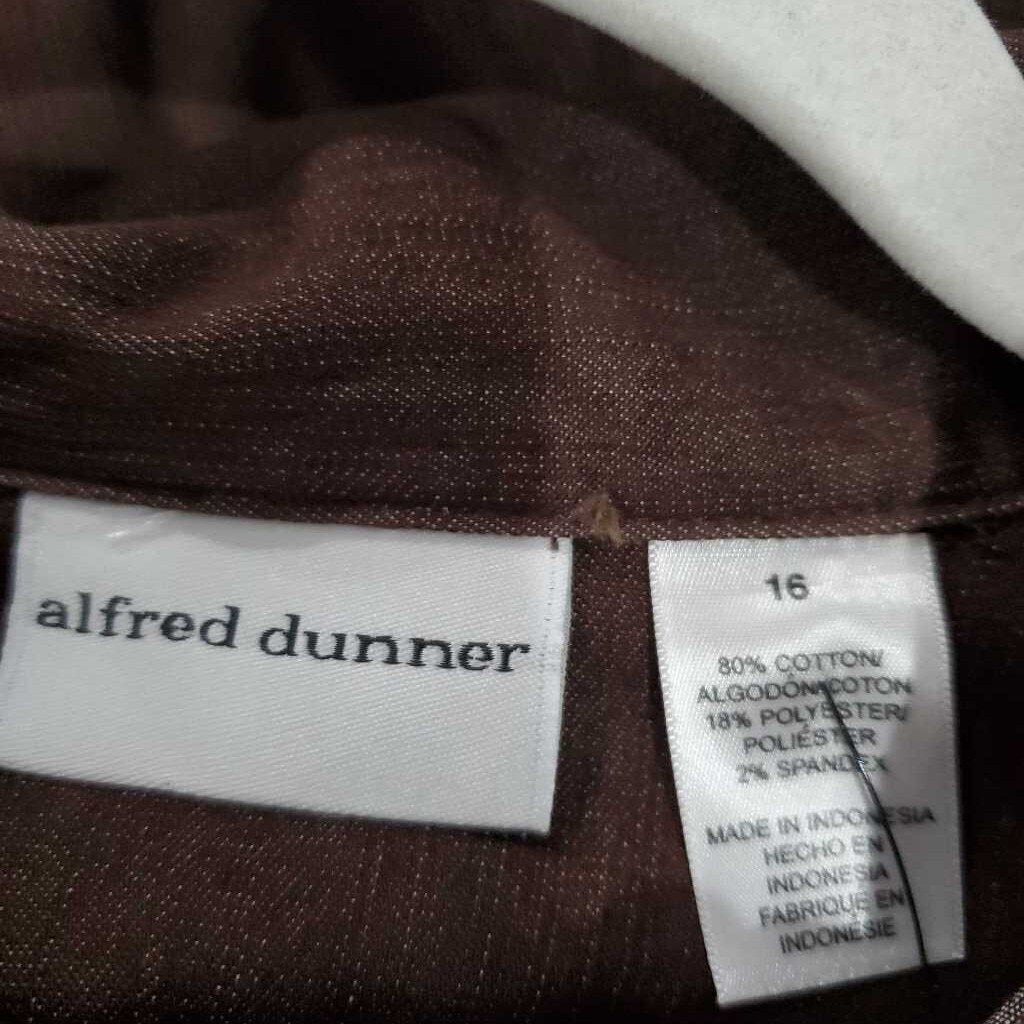 alfred dunner
16
80% COTTON/
ALGODÓN/COTON
18% POLYESTER/
POLIÉSTER
2% SPANDEX
MADE IN INDONESIA
HECHO EN
INDONESIA
FABRIQUE EN
INDONÉSIE